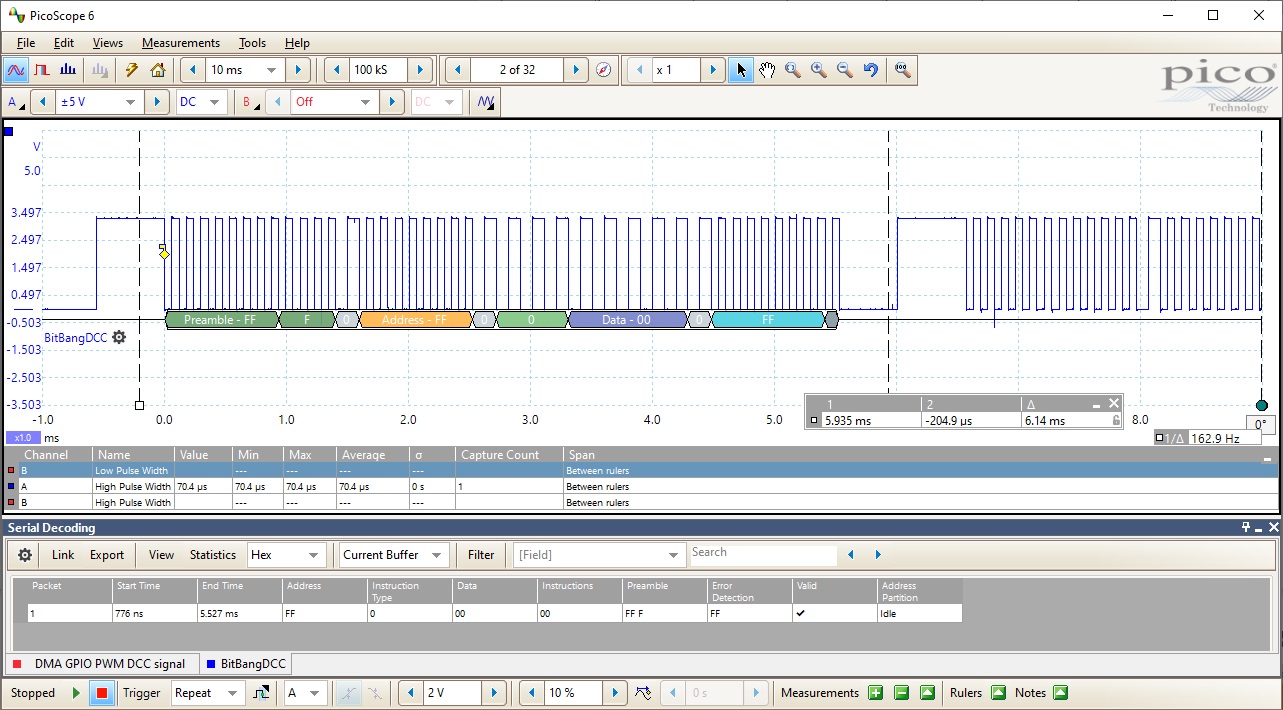 PicoScope 6
File Edit Views Measurements Tools Help
10 ms 100 kS 2 of 32 x 1
pico
Technology
A ±5 V DC B Off DC
V
5.0
3.497
2.497
1.497
0.497
-0.503
-1.503
-2.503
-3.503
Preamble - FF F 0 Address - FF 0 0 Data - 00 0 FF
BitBangDCC
-1.0 0.0 1.0 2.0 3.0 4.0 5.0 8.0
1 2 Δ
5.935 ms -204.9 µs 6.14 ms
0°
x1.0 ms
1/Δ 162.9 Hz
Channel Name Value Min Max Average σ Capture Count Span
B Low Pulse Width --- --- --- --- Between rulers
A High Pulse Width 70.4 µs 70.4 µs 70.4 µs 70.4 µs 0 s 1 Between rulers
B High Pulse Width --- --- --- --- Between rulers
Serial Decoding
Link Export View Statistics Hex Current Buffer Filter [Field] Search
Packet Start Time End Time Address Instruction Type Data Instructions Preamble Error Detection Valid Address Partition
1 776 ns 5.527 ms FF 0 00 00 FF F FF Idle
DMA GPIO PWM DCC signal BitBangDCC
Stopped Trigger Repeat A 2 V 10 % 0 s Measurements Rulers Notes